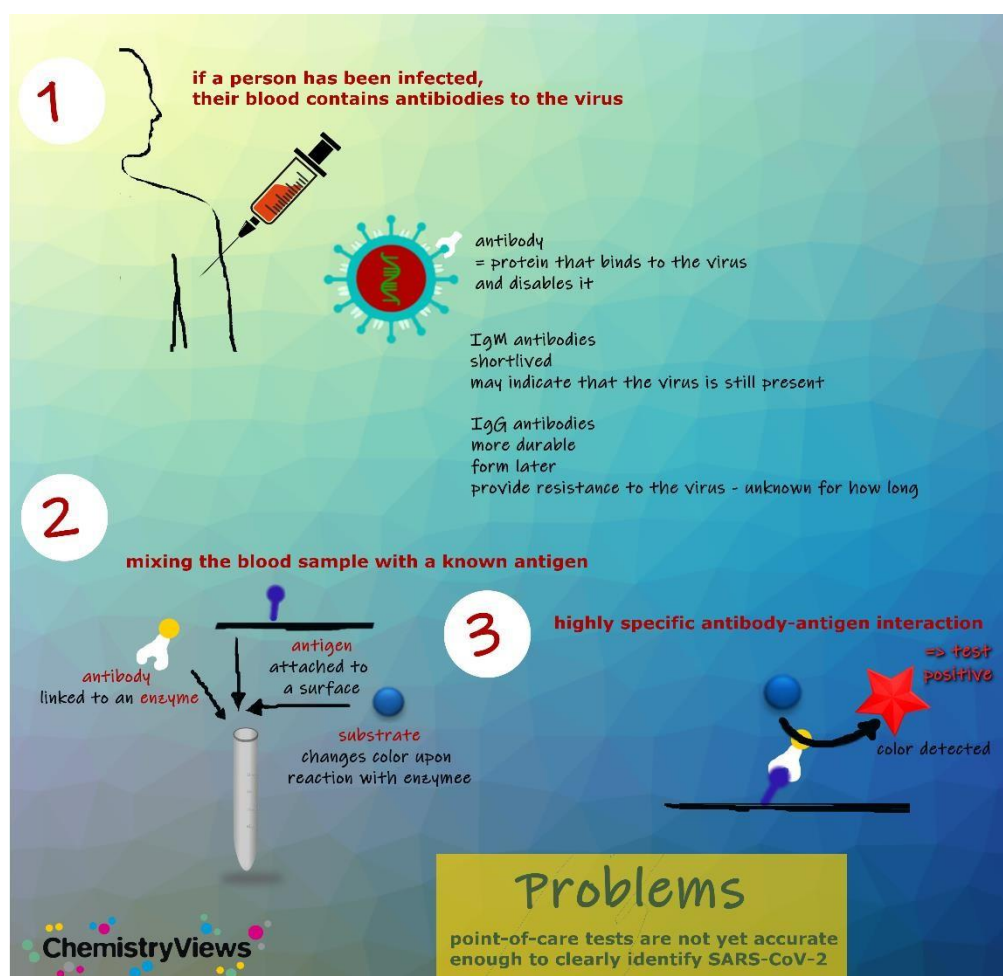 1
if a person has been infected,
their blood contains antibiodies to the virus
antibody
= protein that binds to the virus
and disables it
IgM antibodies
shortlived
may indicate that the virus is still present
IgG antibodies
more durable
form later
provide resistance to the virus - unknown for how long
2
mixing the blood sample with a known antigen
antibody
linked to an enzyme
antigen
attached to
a surface
substrate
changes color upon
reaction with enzymee
3
highly specific antibody-antigen interaction
=> test
positive
color detected
Problems
point-of-care tests are not yet accurate
enough to clearly identify SARS-CoV-2
ChemistryViews